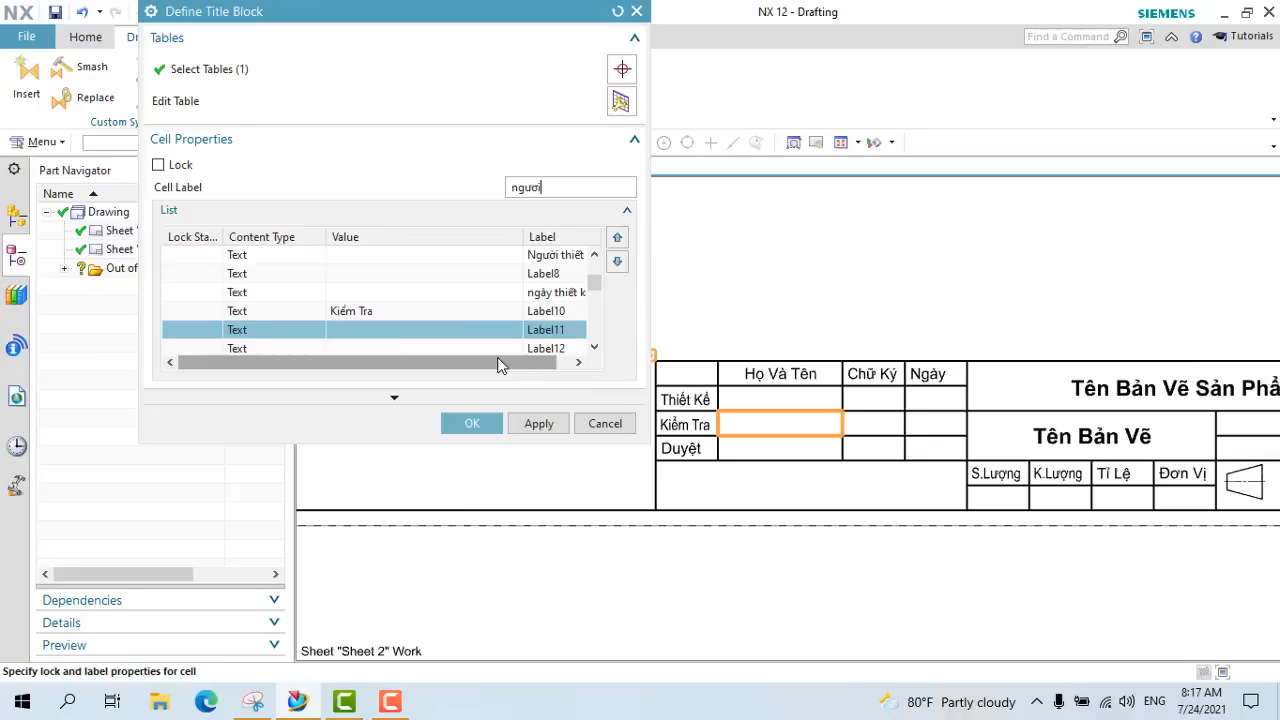 NX
Define Title Block
NX 12 - Drafting
SIEMENS
File
Home
Dr
Find a Command
Tutorials
Tables
Select Tables (1)
Edit Table
Insert
Smash
Replace
Custom Sy
Menu
Cell Properties
Lock
Cell Label
ngươi
List
Lock Sta...
Content Type
Value
Label
Text
Người thiết
Text
Label8
Text
ngày thiết k
Text
Kiểm Tra
Label10
Text
Label11
Text
Label12
OK
Apply
Cancel
Part Navigator
Name
Drawing
Sheet
Sheet
Out of
Dependencies
Details
Preview
Họ Và Tên
Chữ Ký
Ngày
Thiết Kế
Kiểm Tra
Duyệt
Tên Bản Vẽ Sản Phẩ
Tên Bản Vẽ
S.Lượng
K.Lượng
Tỉ Lệ
Đơn Vị
Sheet "Sheet 2" Work
Specify lock and label properties for cell
80°F Partly cloudy
ENG
8:17 AM
7/24/2021